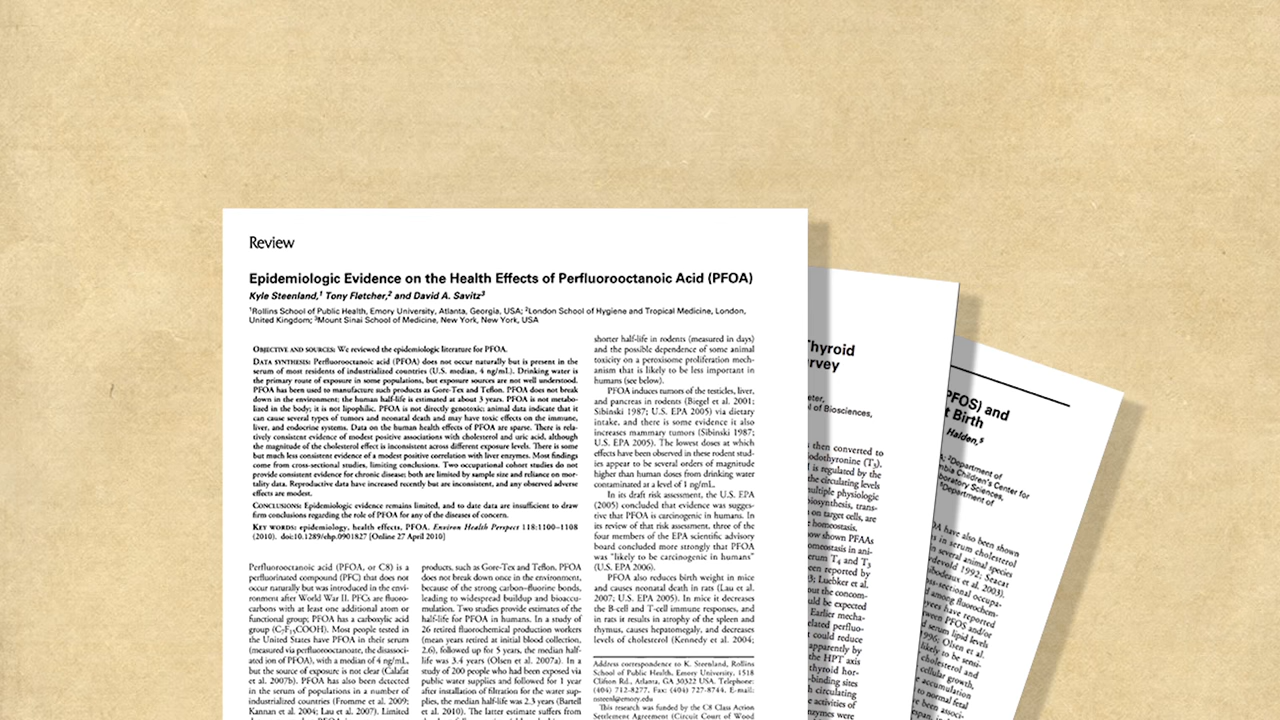 Review
Epidemiologic Evidence on the Health Effects of Perfluorooctanoic Acid (PFOA)
Kyle Steenland,¹ Tony Fletcher,² and David A. Savitz³
¹Rollins School of Public Health, Emory University, Atlanta, Georgia, USA; ²London School of Hygiene and Tropical Medicine, London,
United Kingdom; ³Mount Sinai School of Medicine, New York, New York, USA
Objective and sources: We reviewed the epidemiologic literature for PFOA.
Data synthesis: Perfluorooctanoic acid (PFOA) does not occur naturally but is present in the
serum of most residents of industrialized countries (U.S. median, 4 ng/mL). Drinking water is
the primary route of exposure in some populations, but exposure sources are not well understood.
PFOA has been used to manufacture such products as Gore-Tex and Teflon. PFOA does not break
down in the environment; the human half-life is estimated at about 3 years. PFOA is not metabo-
lized in the body; it is not lipophilic. PFOA is not directly genotoxic; animal data indicate that it
can cause several types of tumors and neonatal death and may have toxic effects on the immune,
liver, and endocrine systems. Data on the human health effects of PFOA are sparse. There is rela-
tively consistent evidence of modest positive associations with cholesterol and uric acid, although
the magnitude of the cholesterol effect is inconsistent across different exposure levels. There is some
but much less consistent evidence of a modest positive correlation with liver enzymes. Most findings
come from cross-sectional studies, limiting conclusions. Two occupational cohort studies do not
provide consistent evidence for chronic disease; both are limited by sample size and reliance on mor-
tality data. Reproductive data have increased recently but are inconsistent, and any observed adverse
effects are modest.
Conclusions: Epidemiologic evidence remains limited, and to date data are insufficient to draw
firm conclusions regarding the role of PFOA for any of the diseases of concern.
Key words: epidemiology, health effects, PFOA. Environ Health Perspect 118:1100–1108
(2010). doi:10.1289/ehp.0901827 [Online 27 April 2010]
Perfluorooctanoic acid (PFOA, or C8) is a
perfluorinated compound (PFC) that does not
occur naturally but was introduced in the envi-
ronment after World War II. PFCs are fluoro-
carbons with at least one additional atom or
functional group; PFOA has a carboxylic acid
group (C₇F₁₅COOH). Most people tested in
the United States have PFOA in their serum
(measured via perfluorooctanoate, the disassoci-
ated ion of PFOA), with a median of 4 ng/mL,
but the source of exposure is not clear (Calafat
et al. 2007b). PFOA has also been detected
in the serum of populations in a number of
industrialized countries (Fromme et al. 2009;
Kannan et al. 2004; Lau et al. 2007). Limited
products, such as Gore-Tex and Teflon. PFOA
does not break down once in the environment,
because of the strong carbon–fluorine bonds,
leading to widespread buildup and bioaccu-
mulation. Two studies provide estimates of the
half-life for PFOA in humans. In a study of
26 retired fluorochemical production workers
(mean years retired at initial blood collection,
2.6), followed up for 5 years, the median half-
life was 3.4 years (Olsen et al. 2007a). In a
study of 200 people who had been exposed via
public water supplies and followed for 1 year
after installation of filtration for the water sup-
plies, the median half-life was 2.3 years (Bartell
et al. 2010). The latter estimate suffers from
shorter half-life in rodents (measured in days)
and the possible dependence of some animal
toxicity on a peroxisome proliferation mech-
anism that is likely to be less important in
humans (see below).
PFOA induces tumors of the testicles, liver,
and pancreas in rodents (Biegel et al. 2001;
Sibinski 1987; U.S. EPA 2005) via dietary
intake, and there is some evidence it also
increases mammary tumors (Sibinski 1987;
U.S. EPA 2005). The lowest doses at which
effects have been observed in these rodent stud-
ies appear to be several orders of magnitude
higher than human doses from drinking water
contaminated at a level of 1 ng/mL.
In its draft risk assessment, the U.S. EPA
(2005) concluded that evidence was sugges-
tive that PFOA is carcinogenic in humans. In
its review of that risk assessment, three of the
four members of the EPA scientific advisory
board concluded more strongly that PFOA
was "likely to be carcinogenic in humans"
(U.S. EPA 2006).
PFOA also reduces birth weight in mice
and causes neonatal death in rats (Lau et al.
2007; U.S. EPA 2005). In mice it decreases
the B-cell and T-cell immune responses, and
in rats it results in atrophy of the spleen and
thymus, causes hepatomegaly, and decreases
levels of cholesterol (Kennedy et al. 2004;
Address correspondence to K. Steenland, Rollins
School of Public Health, Emory University, 1518
Clifton Rd., Atlanta, GA 30322 USA. Telephone:
(404) 712-8277. Fax: (404) 727-8744. E-mail:
nsteenl@emory.edu
This research was funded by the C8 Class Action
Settlement Agreement (Circuit Court of Wood
Thyroid
rvey
eter,
l of Biosciences,
then converted to
iodothyronine (T₃).
l is regulated by the
the circulating levels
multiple physiologic
biosynthesis, trans-
on target cells, are
homeostasis.
ow shown PFAAs
meostasis in ani-
erum T₄ and T₃
een reported by
3; Luebker et al.
out the concom-
uld be expected
Earlier mecha-
elated perfluo-
t could reduce
apparently by
the HPT axis
thyroid hor-
-binding sites
h circulating
e activities of
nzymes were
PFOS) and
t Birth
Halden,⁵
²Department of
mbia Children's Center for
boratory Sciences,
Department of
OA have also been shown
s in serum cholesterol
n several animal species